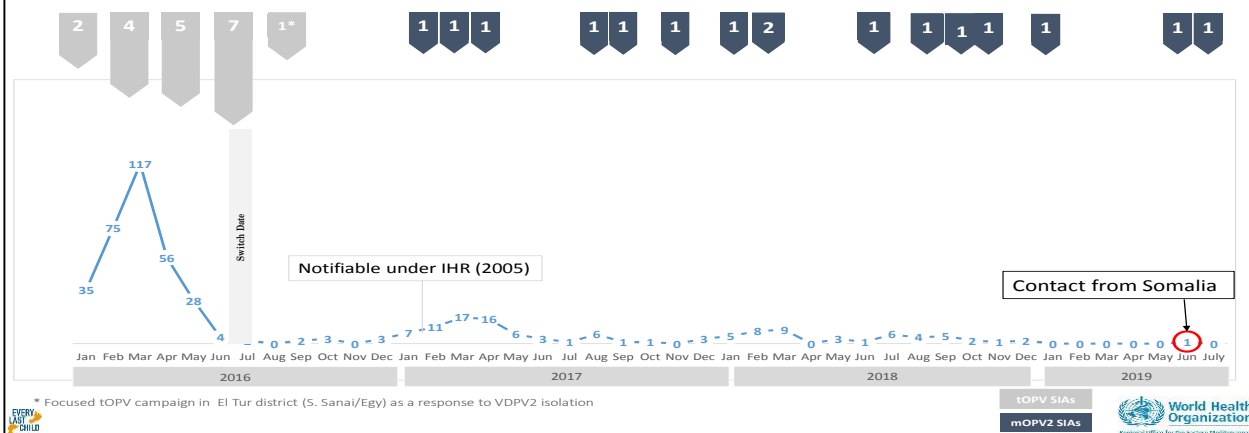 2 4 5 7 1* 1 1 1 1 1 1 1 2 1 1 1 1 1 1 1
117
75
35
56
28
4
Switch Date
Notifiable under IHR (2005)
Contact from Somalia
0 2 3 0 3 7 11 17 16 6 3 1 6 1 1 0 3 5 8 9 0 3 1 6 4 5 2 1 2 0 0 0 0 0 1 0
Jan Feb Mar Apr May Jun Jul Aug Sep Oct Nov Dec Jan Feb Mar Apr May Jun Jul Aug Sep Oct Nov Dec Jan Feb Mar Apr May Jun Jul Aug Sep Oct Nov Dec Jan Feb Mar Apr May Jun July
2016 2017 2018 2019
* Focused tOPV campaign in El Tur district (S. Sanai/Egy) as a response to VDPV2 isolation
tOPV SIAs
mOPV2 SIAs
EVERY
LAST
CHILD
World Health
Organization
Regional Office for the Eastern Mediterranean